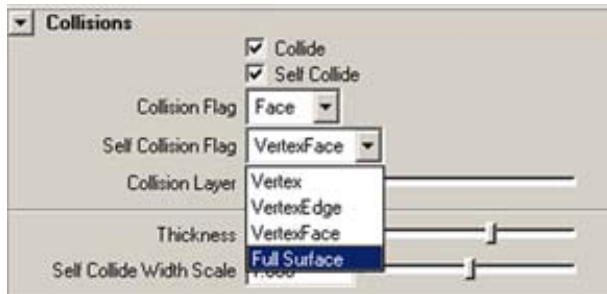 Collisions
Collide
Self Collide
Collision Flag Face
Self Collision Flag VertexFace
Collision Layer Vertex
VertexEdge
Thickness VertexFace
Full Surface
Self Collide Width Scale